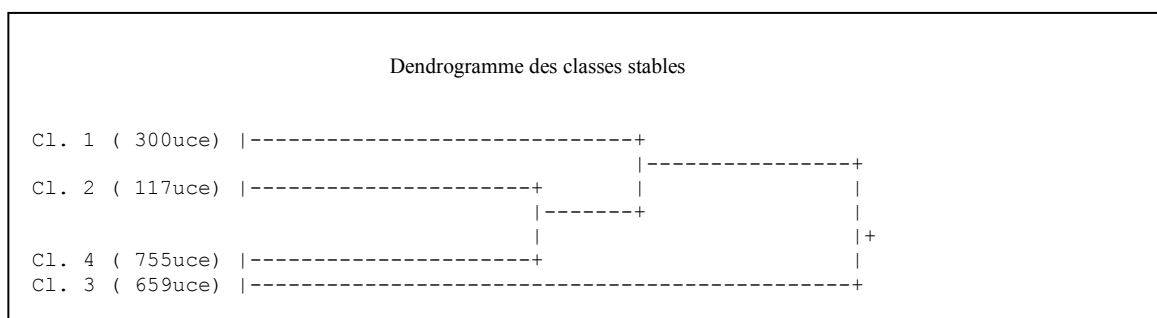 Dendrogramme des classes stables
Cl. 1 ( 300uce) |-----------------------------+
|---------------+
Cl. 2 ( 117uce) |---------------------+ | |
|-------+ |
| |+
Cl. 4 ( 755uce) |---------------------+ |
Cl. 3 ( 659uce) |----------------------------------------------+